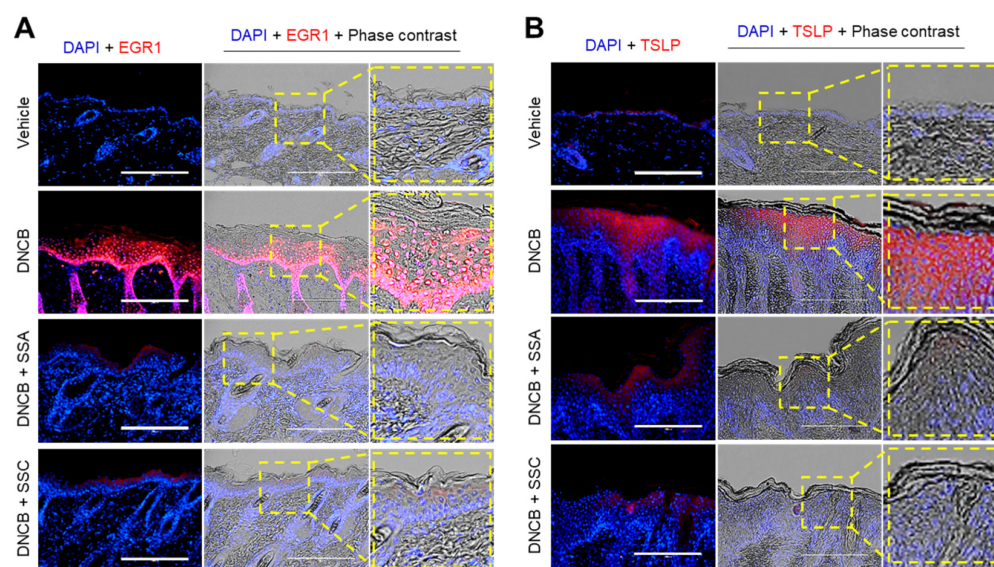 A
DAPI + EGR1
DAPI + EGR1 + Phase contrast
Vehicle
DNCB
DNCB + SSA
DNCB + SSC
B
DAPI + TSLP
DAPI + TSLP + Phase contrast
Vehicle
DNCB
DNCB + SSA
DNCB + SSC